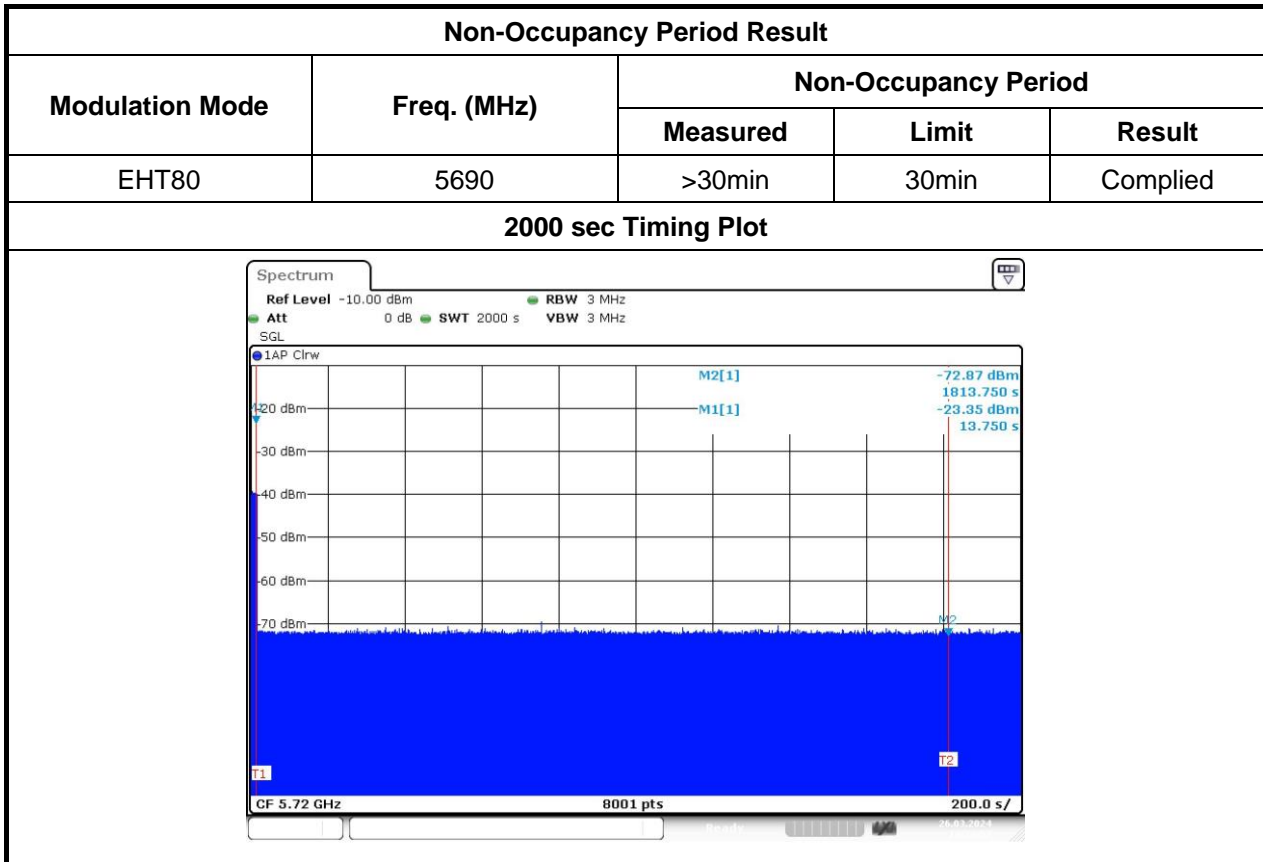 Non-Occupancy Period Result
Modulation Mode Freq. (MHz) Non-Occupancy Period
Measured Limit Result
EHT80 5690 >30min 30min Complied
2000 sec Timing Plot
Spectrum
Ref Level -10.00 dBm RBW 3 MHz
Att 0 dB SWT 2000 s VBW 3 MHz
SGL
1AP Clrw
M2[1] -72.87 dBm
1813.750 s
-20 dBm M1[1] -23.35 dBm
13.750 s
-30 dBm
-40 dBm
-50 dBm
-60 dBm
-70 dBm
M2
T2
T1
CF 5.72 GHz 8001 pts 200.0 s/
Ready 26.03.2024